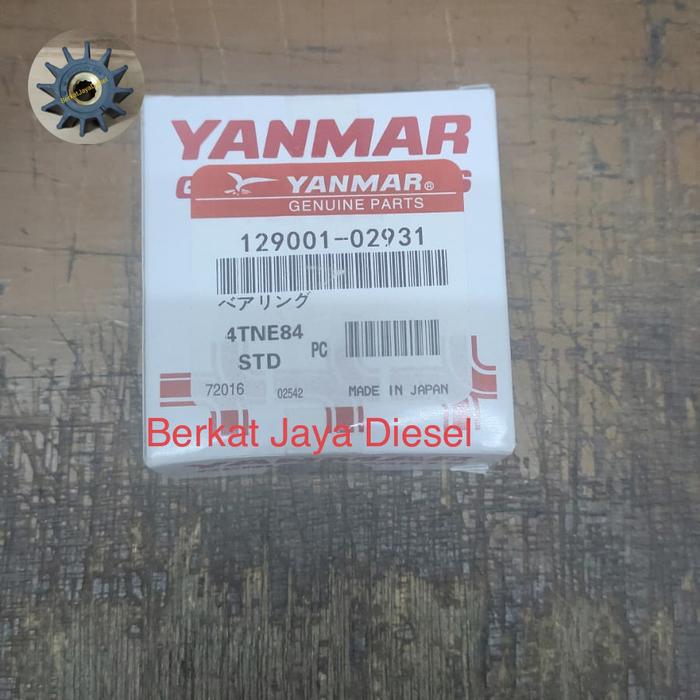 BerkatJayaDiesel
YANMAR
YANMAR®
GENUINE PARTS
129001-02931
ベアリング
4TNE84
STD
PC
72016
02542
MADE IN JAPAN
Berkat Jaya Diesel